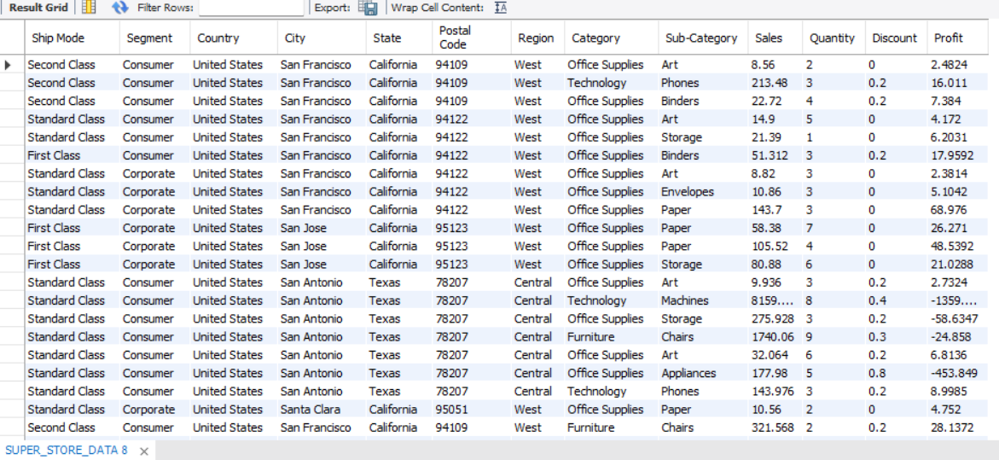 Result Grid Filter Rows: Export: Wrap Cell Content:
Ship Mode Segment Country City State Postal Code Region Category Sub-Category Sales Quantity Discount Profit
Second Class Consumer United States San Francisco California 94109 West Office Supplies Art 8.56 2 0 2.4824
Second Class Consumer United States San Francisco California 94109 West Technology Phones 213.48 3 0.2 16.011
Second Class Consumer United States San Francisco California 94109 West Office Supplies Binders 22.72 4 0.2 7.384
Standard Class Consumer United States San Francisco California 94122 West Office Supplies Art 14.9 5 0 4.172
Standard Class Consumer United States San Francisco California 94122 West Office Supplies Storage 21.39 1 0 6.2031
First Class Consumer United States San Francisco California 94122 West Office Supplies Binders 51.312 3 0.2 17.9592
Standard Class Corporate United States San Francisco California 94122 West Office Supplies Art 8.82 3 0 2.3814
Standard Class Corporate United States San Francisco California 94122 West Office Supplies Envelopes 10.86 3 0 5.1042
Standard Class Corporate United States San Francisco California 94122 West Office Supplies Paper 143.7 3 0 68.976
First Class Corporate United States San Jose California 95123 West Office Supplies Paper 58.38 7 0 26.271
First Class Corporate United States San Jose California 95123 West Office Supplies Paper 105.52 4 0 48.5392
First Class Corporate United States San Jose California 95123 West Office Supplies Storage 80.88 6 0 21.0288
Standard Class Consumer United States San Antonio Texas 78207 Central Office Supplies Art 9.936 3 0.2 2.7324
Standard Class Consumer United States San Antonio Texas 78207 Central Technology Machines 8159.... 8 0.4 -1359....
Standard Class Consumer United States San Antonio Texas 78207 Central Office Supplies Storage 275.928 3 0.2 -58.6347
Standard Class Consumer United States San Antonio Texas 78207 Central Furniture Chairs 1740.06 9 0.3 -24.858
Standard Class Consumer United States San Antonio Texas 78207 Central Office Supplies Art 32.064 6 0.2 6.8136
Standard Class Consumer United States San Antonio Texas 78207 Central Office Supplies Appliances 177.98 5 0.8 -453.849
Standard Class Consumer United States San Antonio Texas 78207 Central Technology Phones 143.976 3 0.2 8.9985
Standard Class Corporate United States Santa Clara California 95051 West Office Supplies Paper 10.56 2 0 4.752
Second Class Consumer United States San Francisco California 94109 West Furniture Chairs 321.568 2 0.2 28.1372
SUPER_STORE_DATA 8